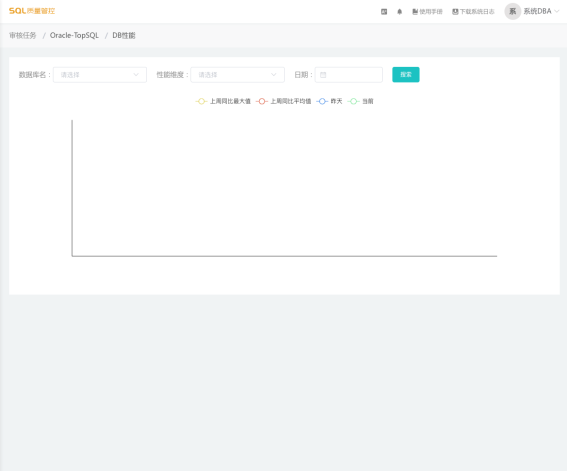 SQL质量管控 使用手册 下载系统日志 系 系统DBA
审核任务 / Oracle-TopSQL / DB性能
数据库名： 请选择 性能维度： 请选择 日期： 搜索
上周同比最大值 上周同比平均值 昨天 当前